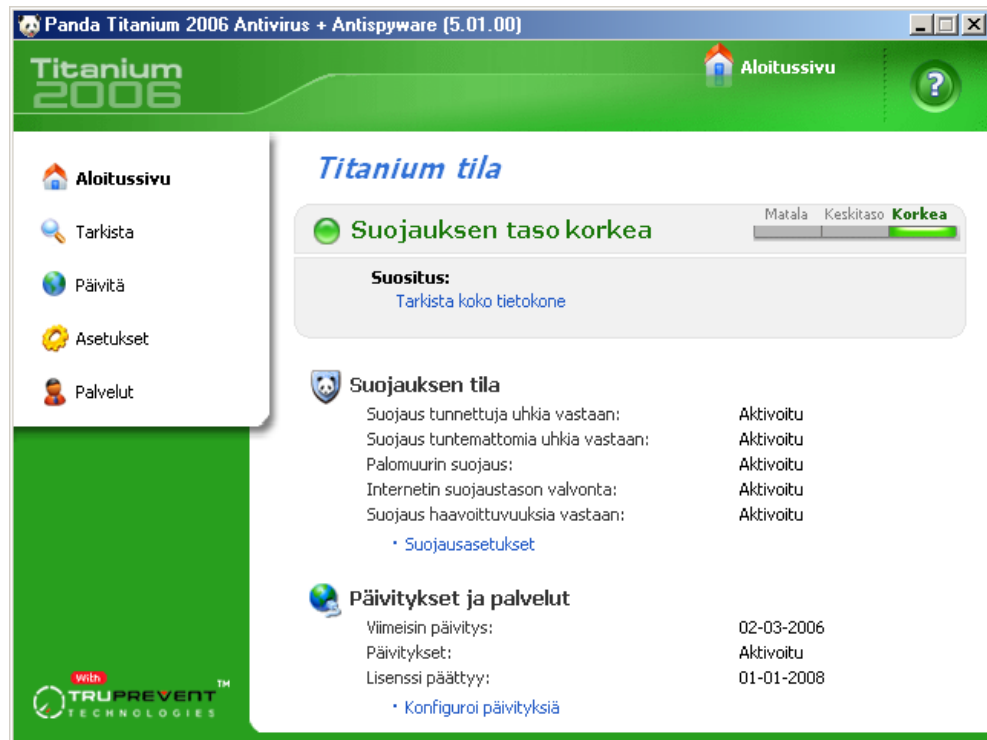 Panda Titanium 2006 Antivirus + Antispyware (5.01.00)
Titanium
2006
Aloitussivu
?
Aloitussivu
Tarkista
Päivitä
Asetukset
Palvelut
Titanium tila
Suojauksen taso korkea
Matala Keskitaso Korkea
Suositus:
Tarkista koko tietokone
Suojauksen tila
Suojaus tunnettuja uhkia vastaan: Aktivoitu
Suojaus tuntemattomia uhkia vastaan: Aktivoitu
Palomuurin suojaus: Aktivoitu
Internetin suojaustason valvonta: Aktivoitu
Suojaus haavoittuvuuksia vastaan: Aktivoitu
• Suojausasetukset
Päivitykset ja palvelut
Viimeisin päivitys: 02-03-2006
Päivitykset: Aktivoitu
Lisenssi päättyy: 01-01-2008
• Konfiguroi päivityksiä
With
TRUPREVENT™
TECHNOLOGIES